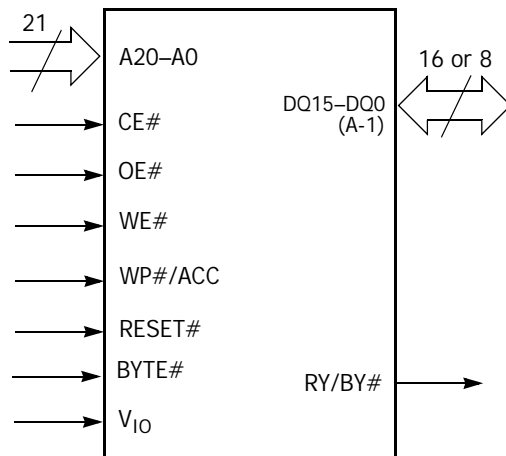 21
A20–A0
CE#
OE#
WE#
WP#/ACC
RESET#
BYTE#
VIO
16 or 8
DQ15–DQ0
(A-1)
RY/BY#